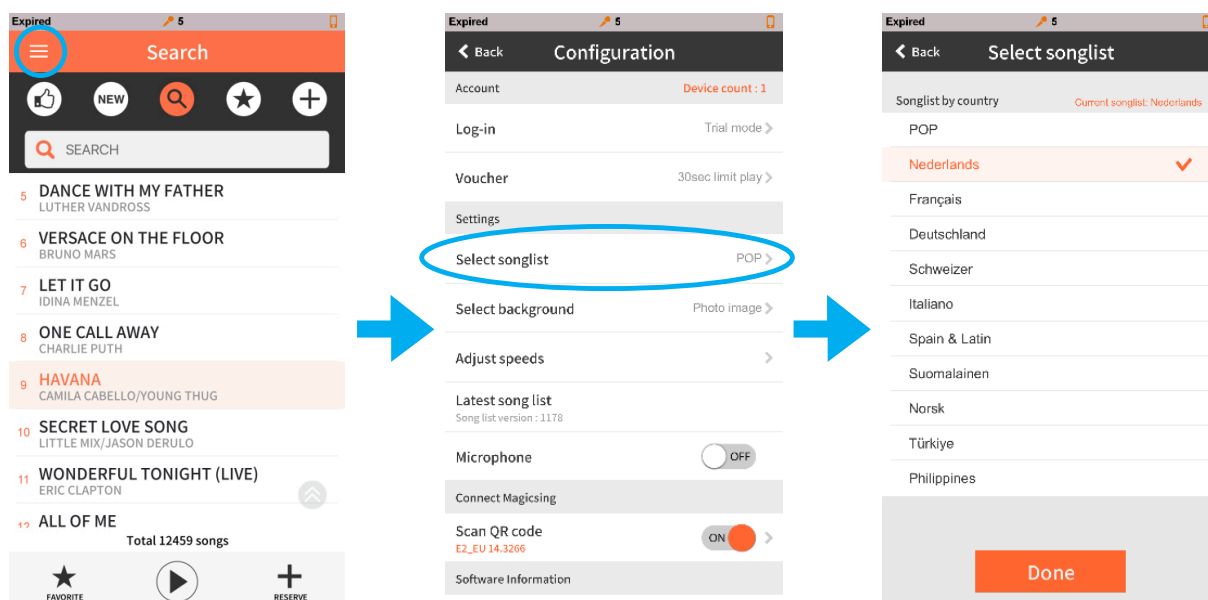 Expired 5
Search
NEW
SEARCH
5 DANCE WITH MY FATHER
LUTHER VANDROSS
6 VERSACE ON THE FLOOR
BRUNO MARS
7 LET IT GO
IDINA MENZEL
8 ONE CALL AWAY
CHARLIE PUTH
9 HAVANA
CAMILA CABELLO/YOUNG THUG
10 SECRET LOVE SONG
LITTLE MIX/JASON DERULO
11 WONDERFUL TONIGHT (LIVE)
ERIC CLAPTON
12 ALL OF ME
Total 12459 songs
FAVORITE RESERVE
Expired 5
Back Configuration
Account Device count : 1
Log-in Trial mode
Voucher 30sec limit play
Settings
Select songlist POP
Select background Photo image
Adjust speeds
Latest song list
Song list version : 1178
Microphone OFF
Connect Magicsing
Scan QR code ON
E2_EU 14.3266
Software Information
Expired 5
Back Select songlist
Songlist by country Current songlist: Nederlands
POP
Nederlands
Français
Deutschland
Schweizer
Italiano
Spain & Latin
Suomalainen
Norsk
Türkiye
Philippines
Done